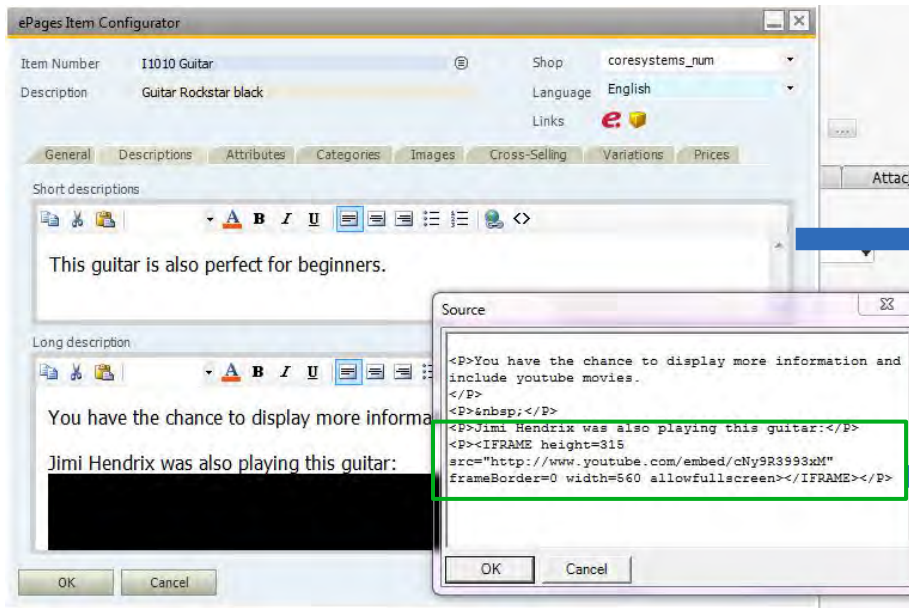 ePages Item Configurator
Item Number I1010 Guitar Shop coresystems_num
Description Guitar Rockstar black Language English
Links
General Descriptions Attributes Categories Images Cross-Selling Variations Prices
Short descriptions
A B I U
This guitar is also perfect for beginners.
Long description
A B I U
You have the chance to display more informa
Jimi Hendrix was also playing this guitar:
OK Cancel
Attac
Source
<P>You have the chance to display more information and
include youtube movies.
</P>
<P>&nbsp;</P>
<P>Jimi Hendrix was also playing this guitar:</P>
<P><IFRAME height=315
src="http://www.youtube.com/embed/cNy9R3993xM"
frameBorder=0 width=560 allowfullscreen></IFRAME></P>
OK Cancel